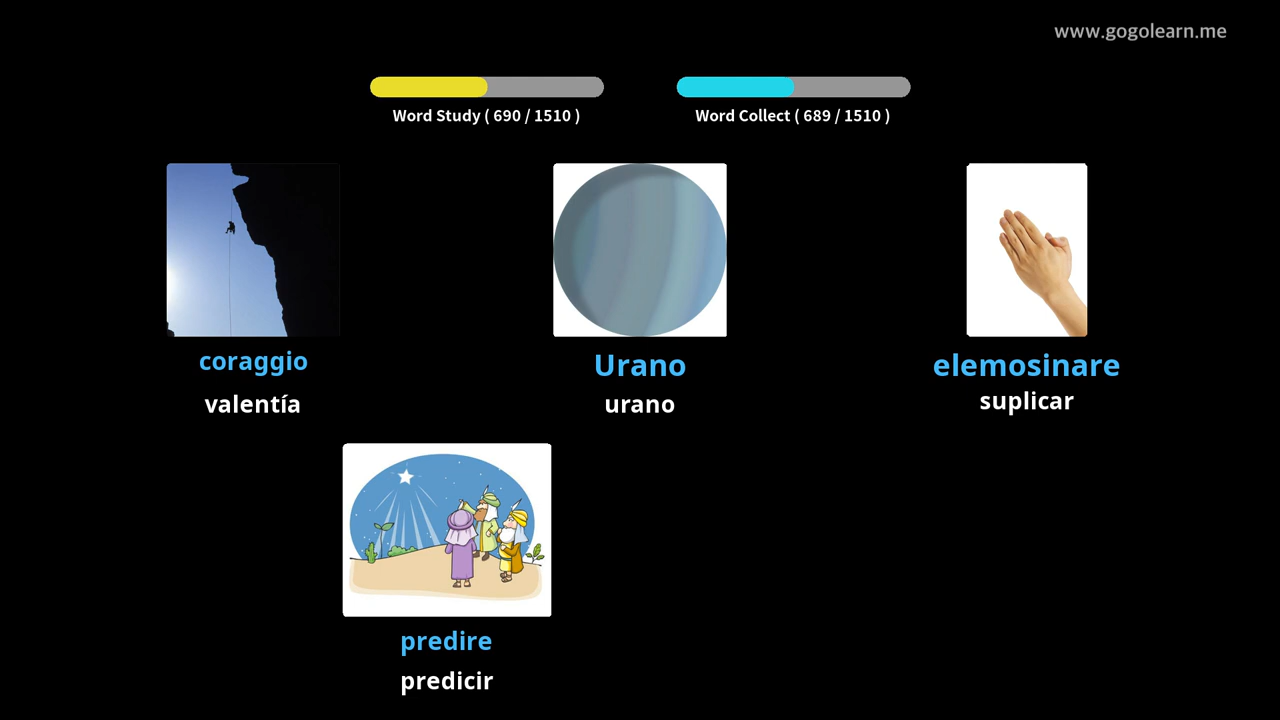 www.gogolearn.me
Word Study ( 690 / 1510 )
Word Collect ( 689 / 1510 )
coraggio
valentía
Urano
urano
elemosinare
suplicar
predire
predicir